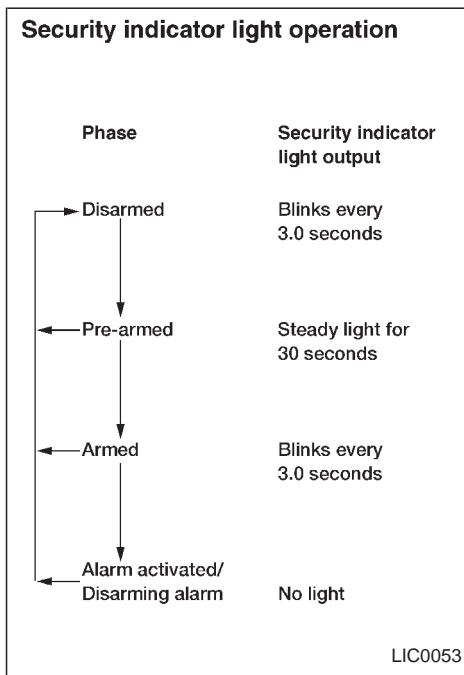 Security indicator light operation
Phase
Security indicator
light output
Disarmed
Blinks every
3.0 seconds
Pre-armed
Steady light for
30 seconds
Armed
Blinks every
3.0 seconds
Alarm activated/
Disarming alarm
No light
LIC0053